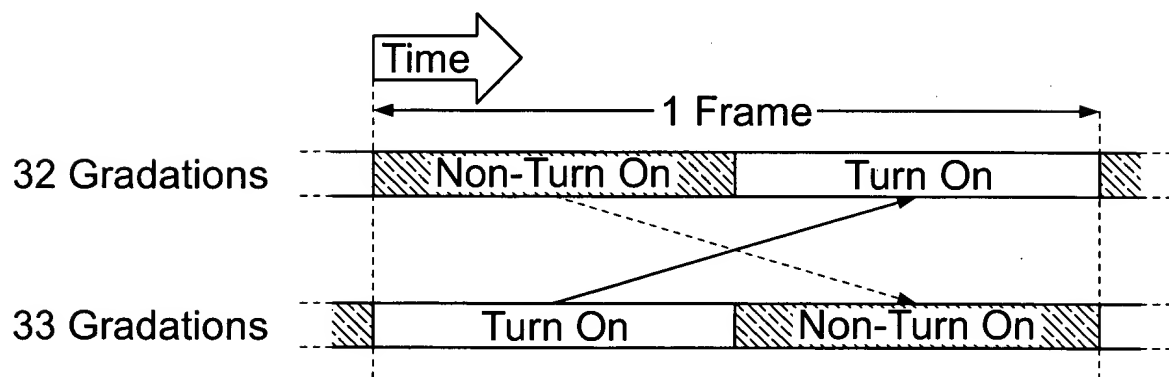 Time
1 Frame
32 Gradations Non-Turn On Turn On
33 Gradations Turn On Non-Turn On